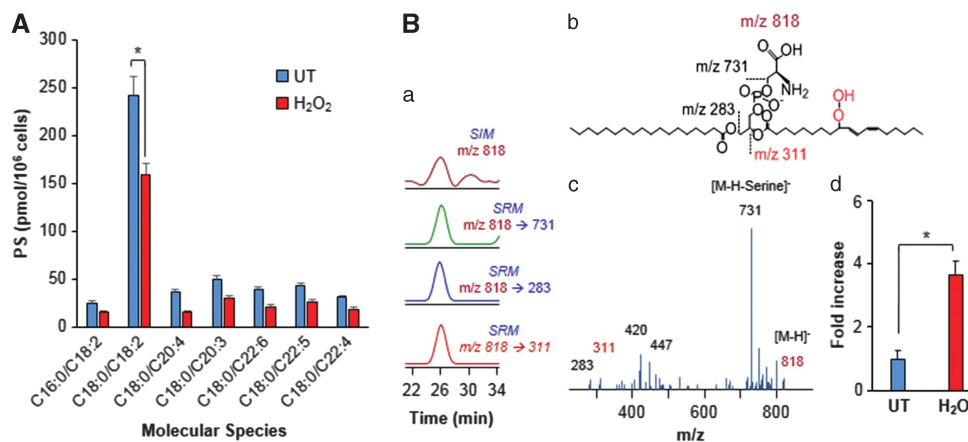 A
PS (pmol/10⁶ cells)
300
250
200
150
100
50
0
*
UT
H₂O₂
C16:0/C18:2
C18:0/C18:2
C18:0/C20:4
C18:0/C20:3
C18:0/C22:6
C18:0/C22:5
C18:0/C22:4
Molecular Species
B
a
SIM
m/z 818
SRM
m/z 818 → 731
SRM
m/z 818 → 283
SRM
m/z 818 → 311
22 26 30 34
Time (min)
b
m/z 818
O OH
m/z 731
O NH₂
O P O-
m/z 283
O
OH
O
O O
O O
m/z 311
c
[M-H-Serine]-
731
420
447
311
283
[M-H]-
818
400 600 800
m/z
d
Fold increase
6
4
2
0
*
UT H₂O